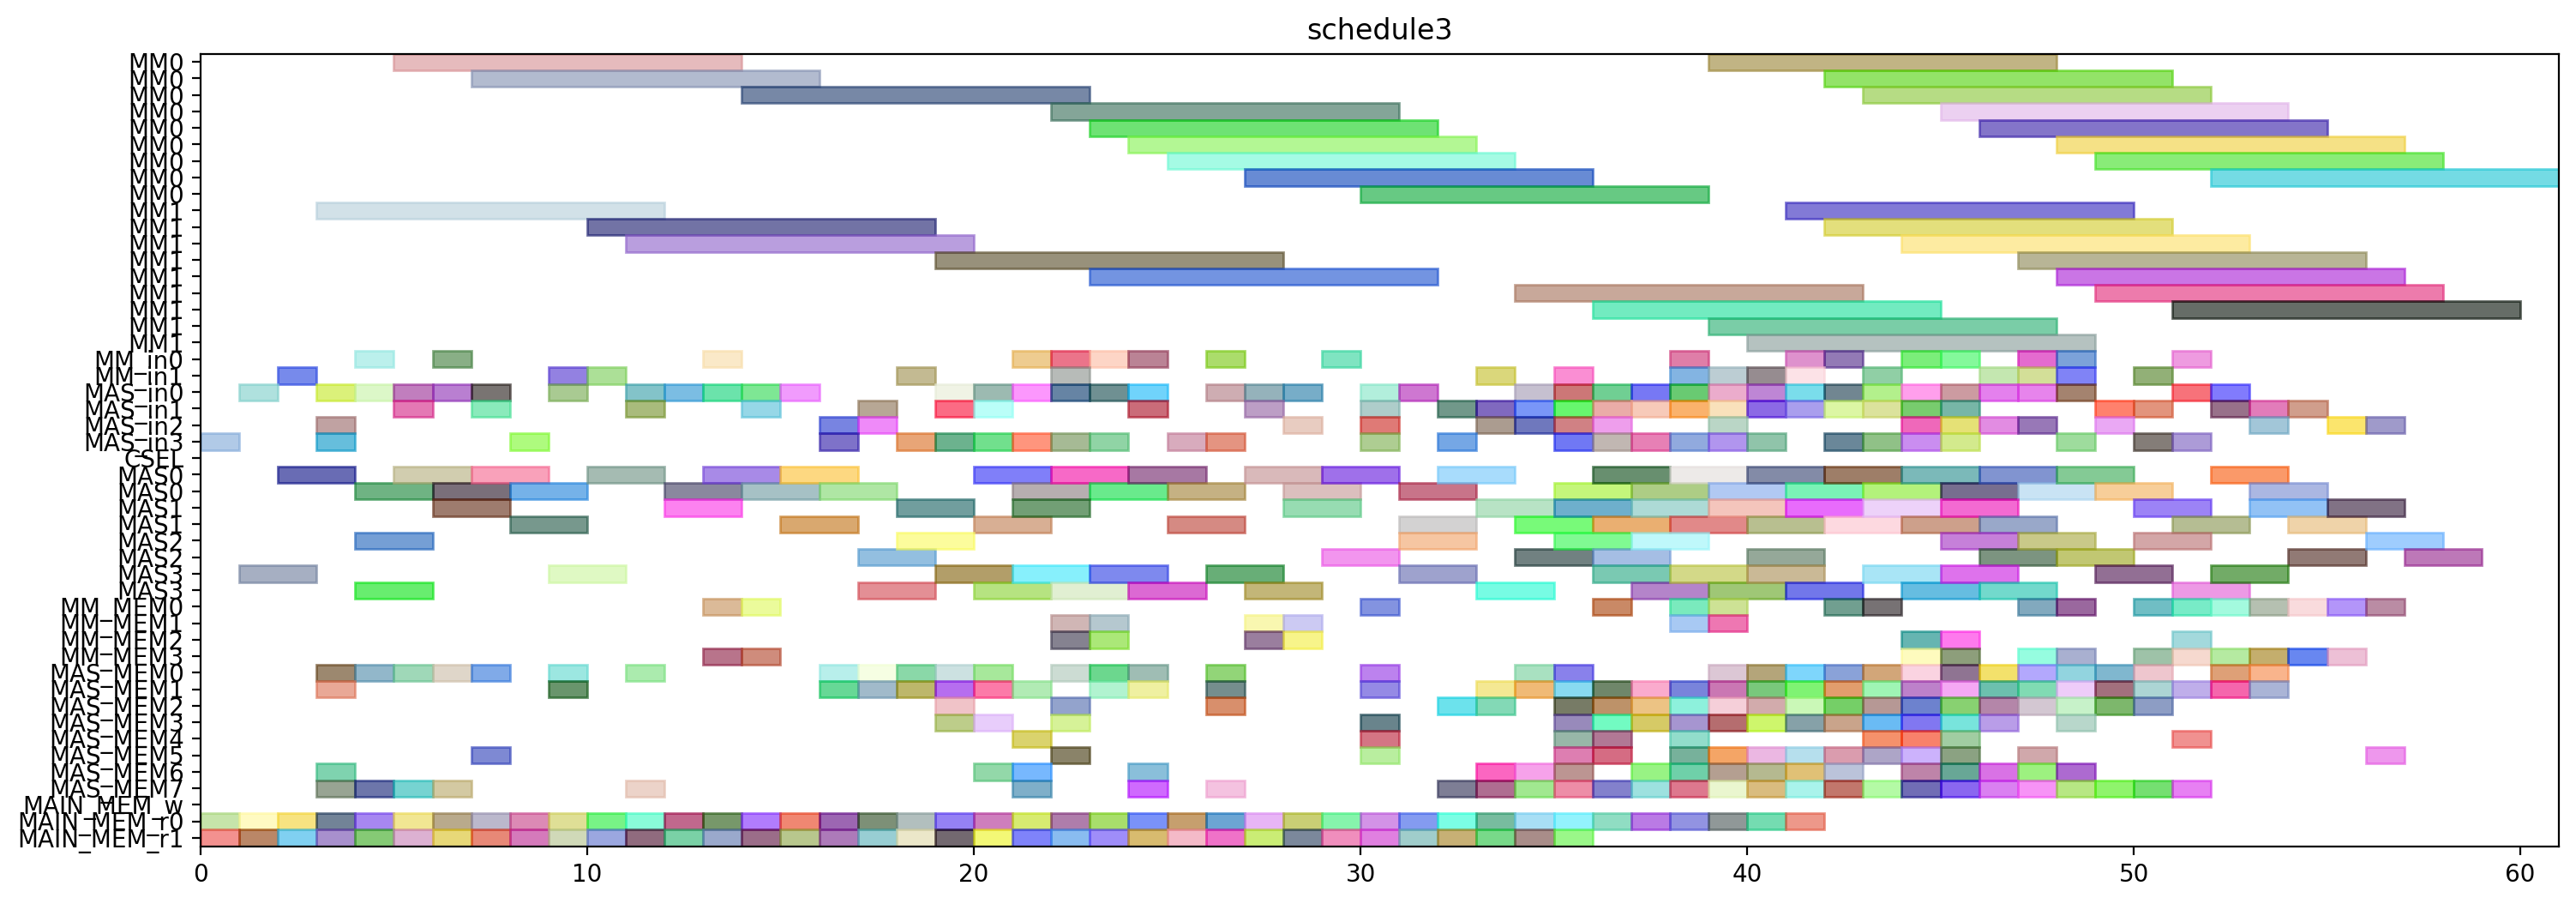 schedule3
MM0
MM0
MM0
MM0
MM0
MM0
MM0
MM0
MM0
MM1
MM1
MM1
MM1
MM1
MM1
MM1
MM1
MM1
MM_in0
MM_in1
MAS_in0
MAS_in1
MAS_in2
MAS_in3
CSEL
MAS0
MAS0
MAS1
MAS1
MAS2
MAS2
MAS3
MAS3
MM_MEM0
MM_MEM1
MM_MEM2
MM_MEM3
MAS_MEM0
MAS_MEM1
MAS_MEM2
MAS_MEM3
MAS_MEM4
MAS_MEM5
MAS_MEM6
MAS_MEM7
MAIN_MEM_w
MAIN_MEM_r0
MAIN_MEM_r1
0 10 20 30 40 50 60